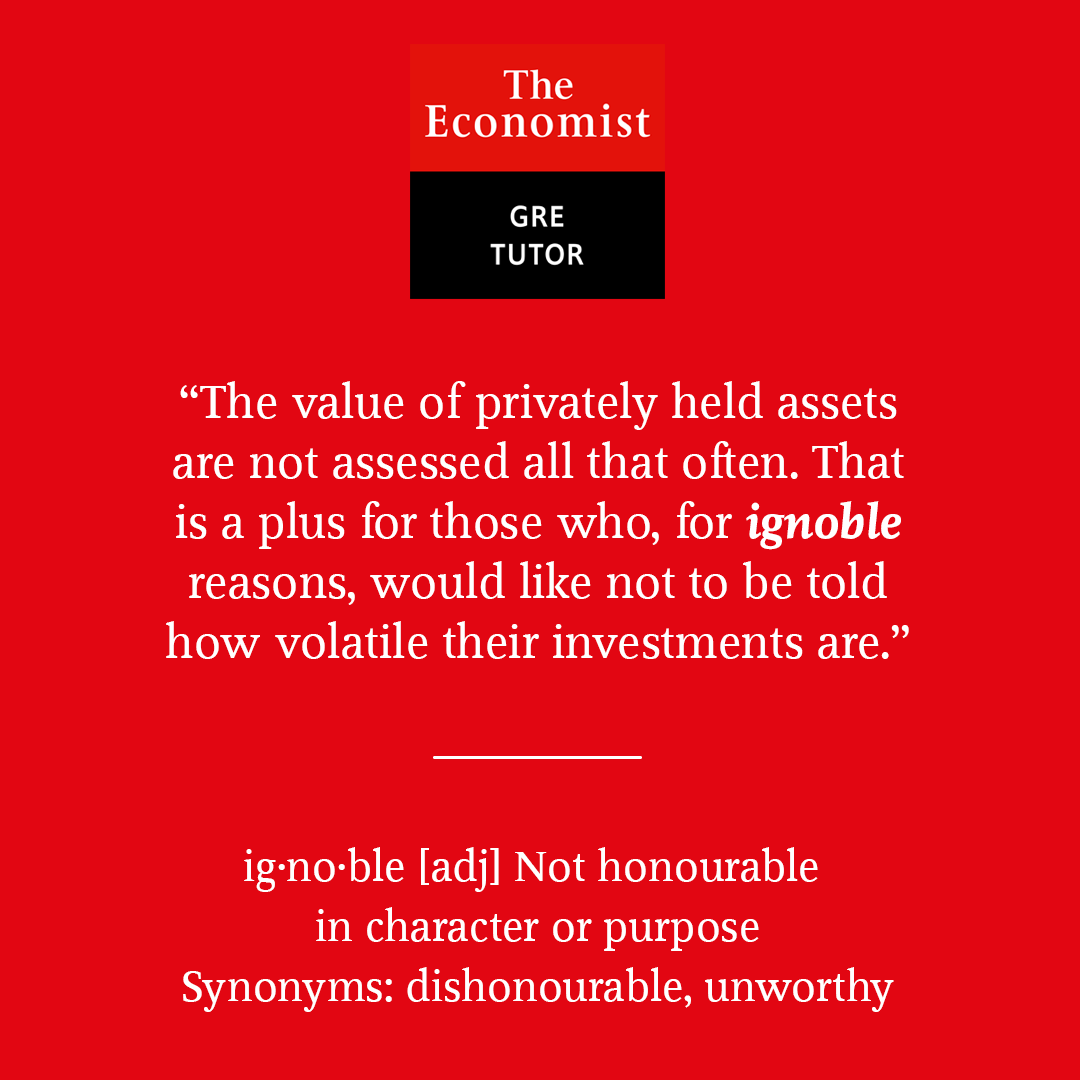 The
Economist
GRE
TUTOR
“The value of privately held assets
are not assessed all that often. That
is a plus for those who, for ignoble
reasons, would like not to be told
how volatile their investments are.”
ig·no·ble [adj] Not honourable
in character or purpose
Synonyms: dishonourable, unworthy